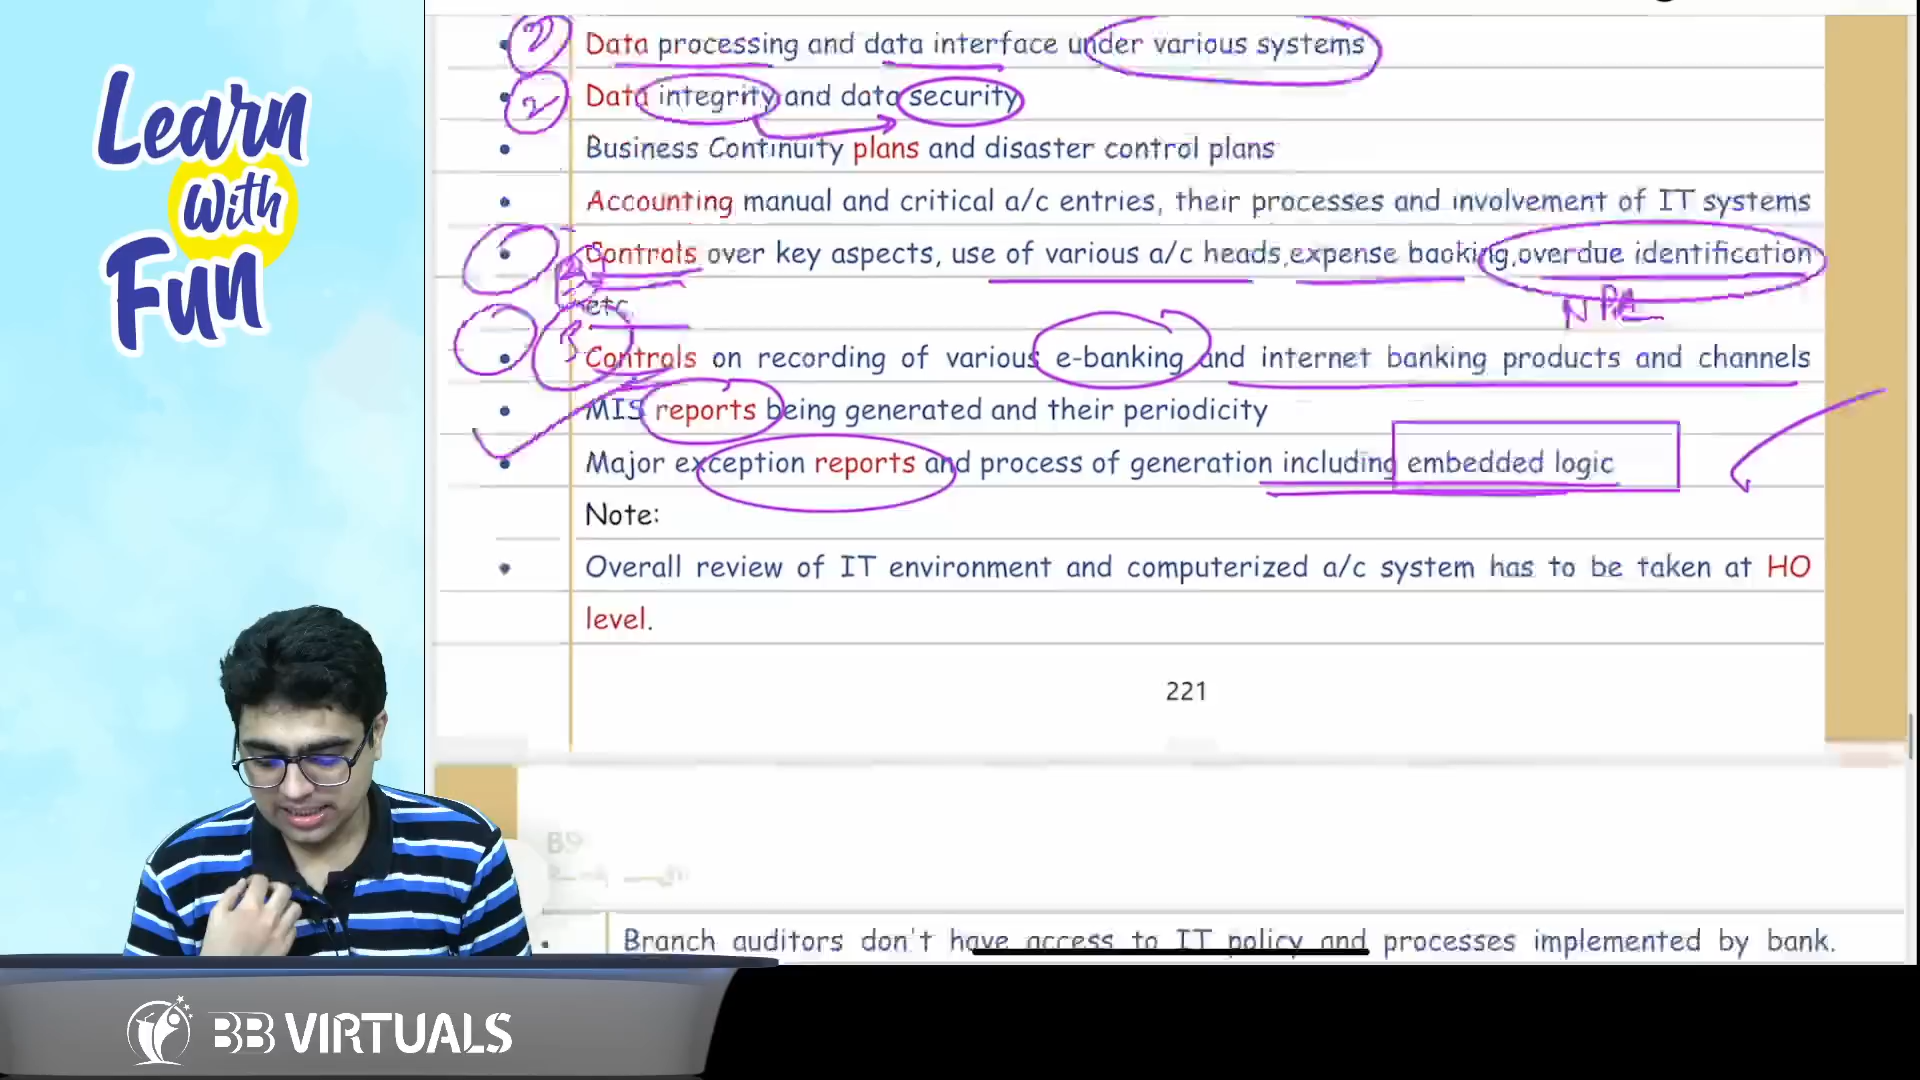 Learn
with
Fun
Data processing and data interface under various systems
Data integrity and data security
Business Continuity plans and disaster control plans
Accounting manual and critical a/c entries, their processes and involvement of IT systems
Controls over key aspects, use of various a/c heads,expense booking,overdue identification
etc.
NPA
Controls on recording of various e-banking and internet banking products and channels
MIS reports being generated and their periodicity
Major exception reports and process of generation including embedded logic
Note:
Overall review of IT environment and computerized a/c system has to be taken at HO
level.
221
B9
Branch auditors don't have access to IT policy and processes implemented by bank.
BB VIRTUALS